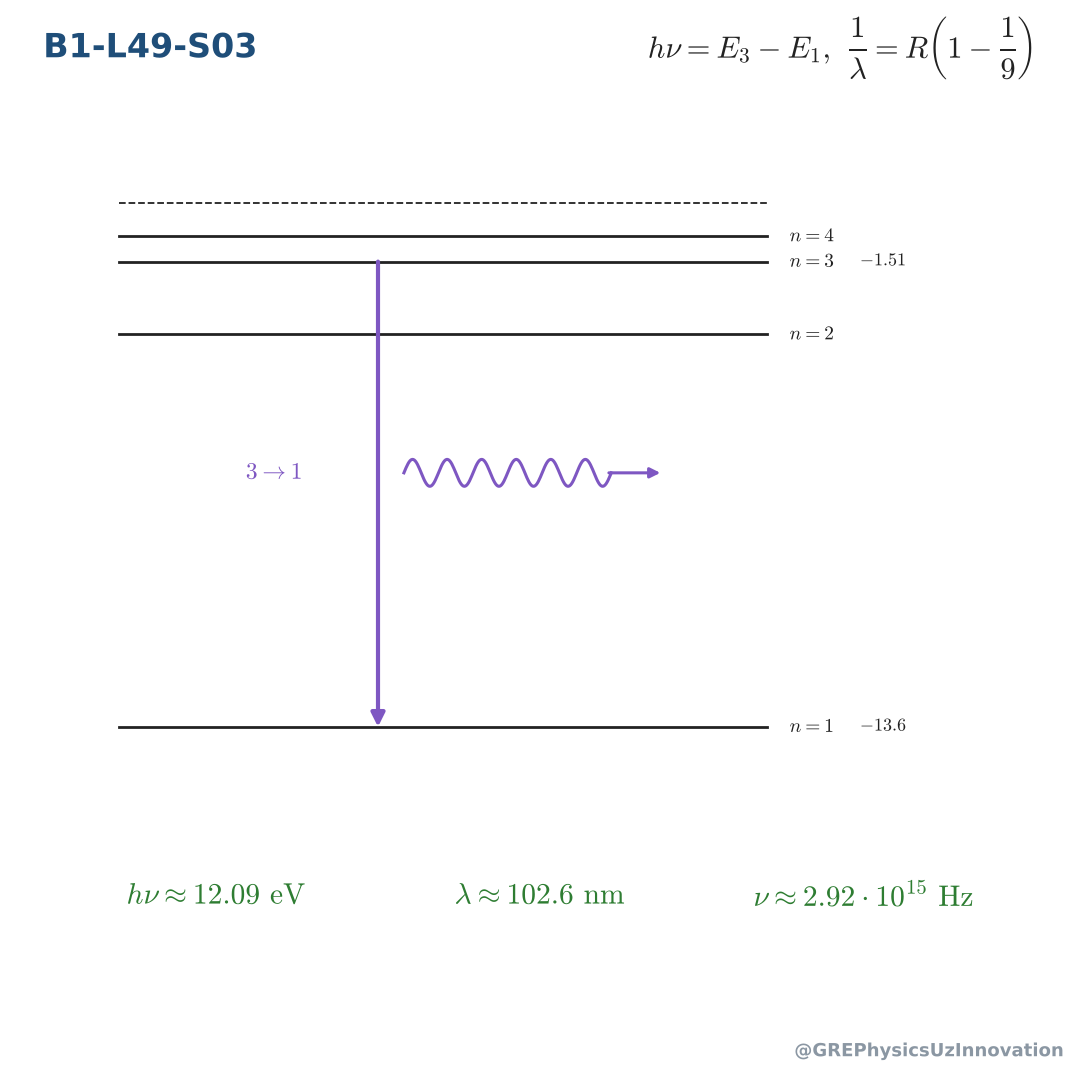 B1-L49-S03
hν = E₃ − E₁, 1/λ = R(1 − 1/9)
n = 4
n = 3 −1.51
n = 2
3 → 1
n = 1 −13.6
hν ≈ 12.09 eV
λ ≈ 102.6 nm
ν ≈ 2.92 · 10¹⁵ Hz
@GREPhysicsUzInnovation